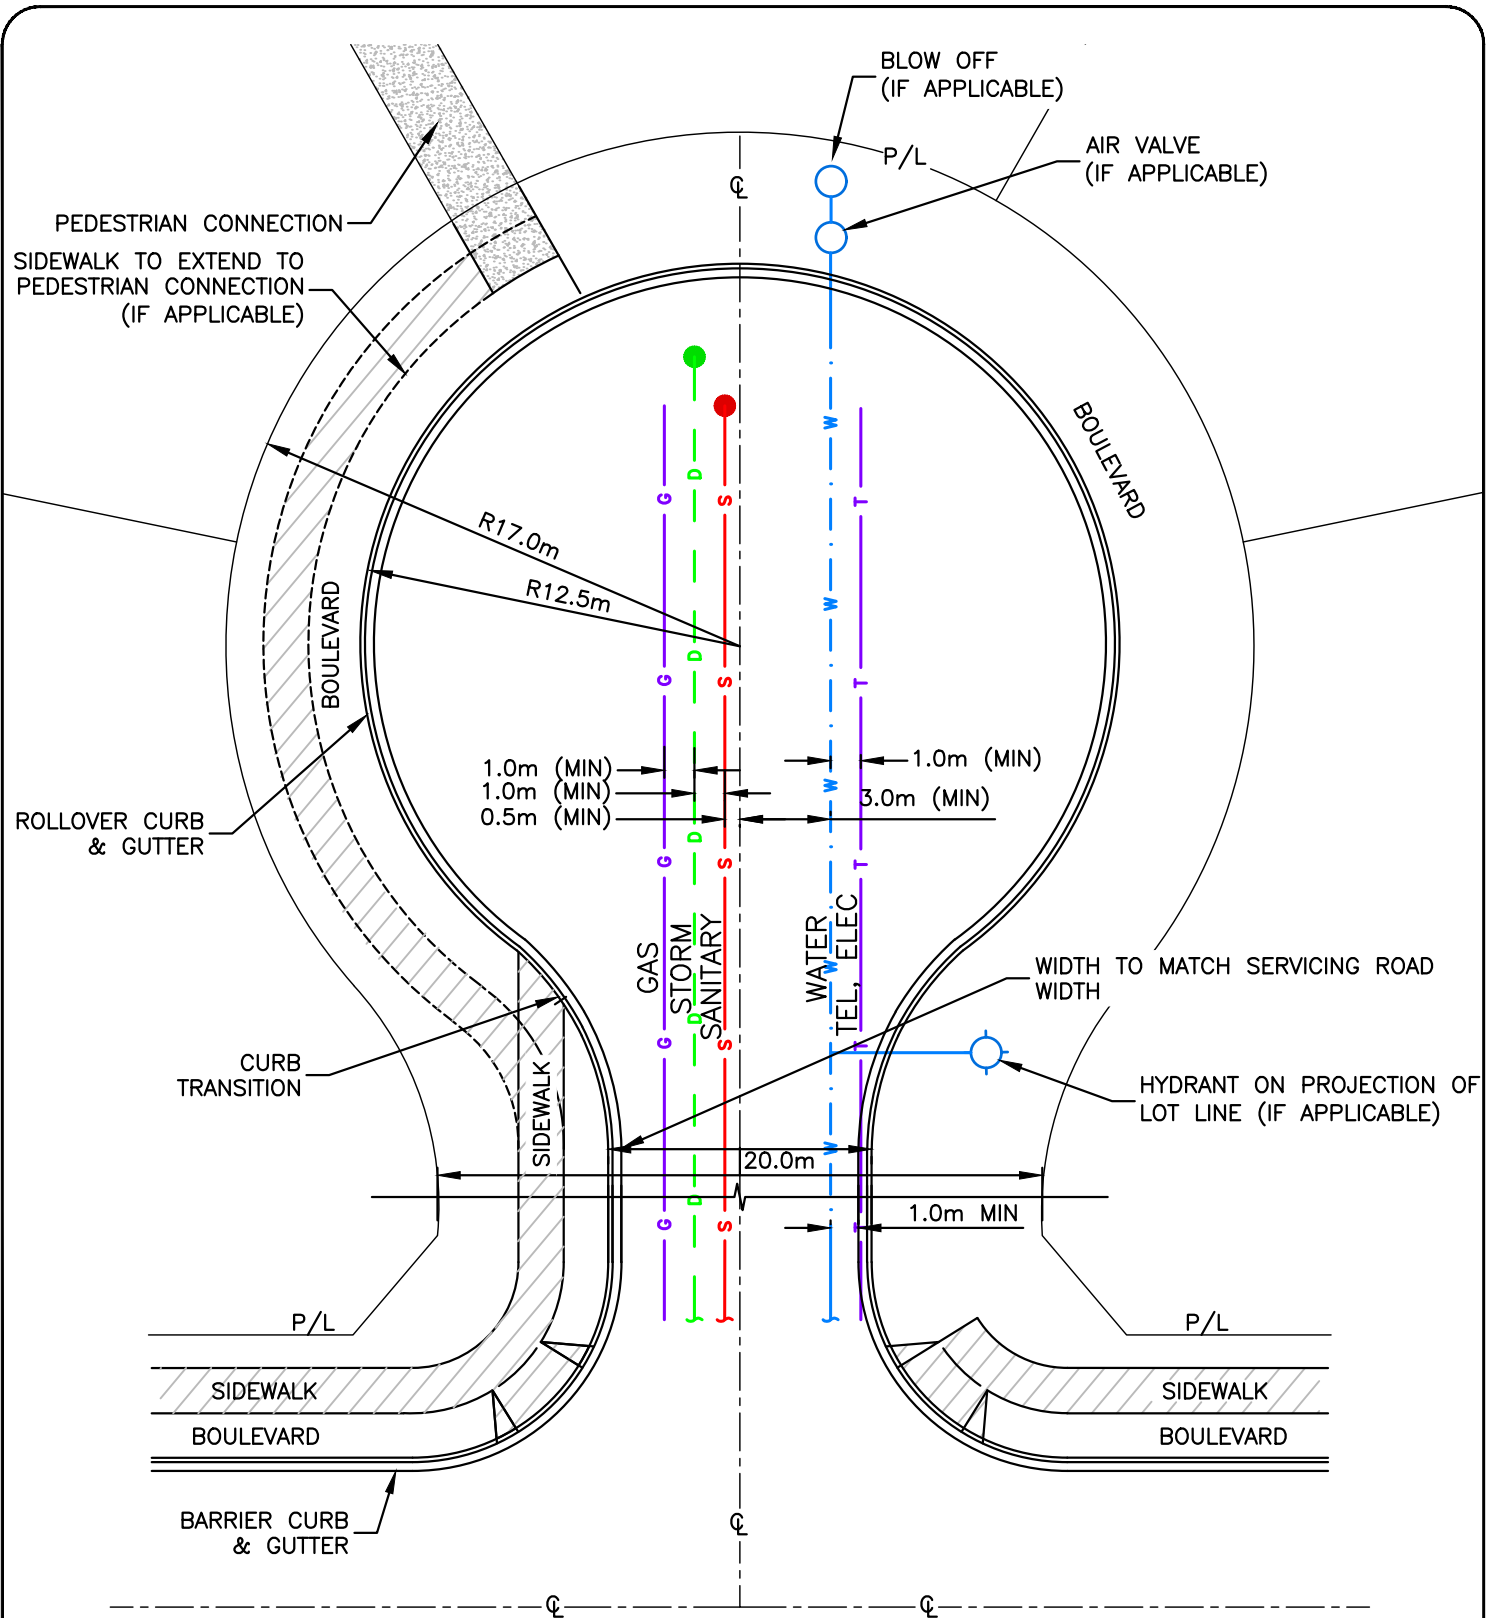 BLOW OFF
(IF APPLICABLE)
P/L
AIR VALVE
(IF APPLICABLE)
℄
PEDESTRIAN CONNECTION
SIDEWALK TO EXTEND TO
PEDESTRIAN CONNECTION
(IF APPLICABLE)
BOULEVARD
W
G
D
S
T
R17.0m
R12.5m
BOULEVARD
W
D
G
S
T
1.0m (MIN)
1.0m (MIN)
0.5m (MIN)
1.0m (MIN)
3.0m (MIN)
W
D
ROLLOVER CURB
& GUTTER
G
S
T
GAS
STORM
SANITARY
WATER
TEL, ELEC
W
WIDTH TO MATCH SERVICING ROAD
WIDTH
D
G
S
T
CURB
TRANSITION
SIDEWALK
HYDRANT ON PROJECTION OF
LOT LINE (IF APPLICABLE)
W
20.0m
D
G
S
T
1.0m MIN
P/L
P/L
SIDEWALK
SIDEWALK
BOULEVARD
BOULEVARD
BARRIER CURB
& GUTTER
℄
℄
℄